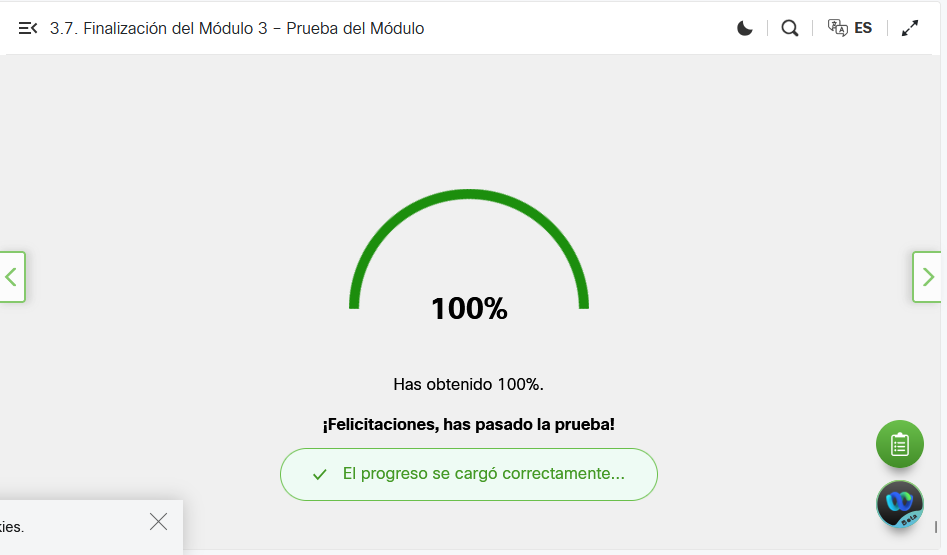 3.7. Finalización del Módulo 3 – Prueba del Módulo
ES
100%
Has obtenido 100%.
¡Felicitaciones, has pasado la prueba!
El progreso se cargó correctamente...
kies.
Beta